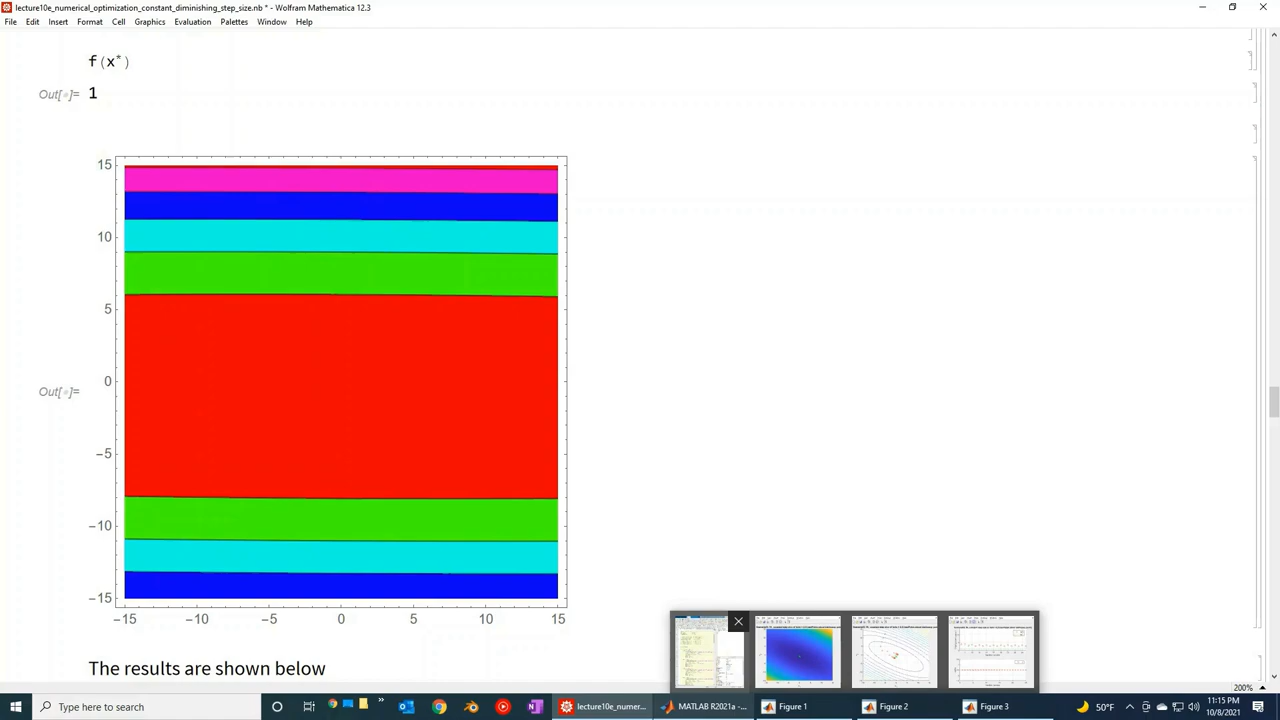 lecture10e_numerical_optimization_constant_diminishing_step_size.nb * - Wolfram Mathematica 12.3
File Edit Insert Format Cell Graphics Evaluation Palettes Window Help
f(x*)
Out[•]= 1
15
10
5
0
-5
-10
-15
Out[•]=
-15 -10 -5 0 5 10 15
The results are shown below
200%
Type here to search
lecture10e_numer...
MATLAB R2021a - ...
Figure 1
Figure 2
Figure 3
50°F
11:15 PM
10/8/2021